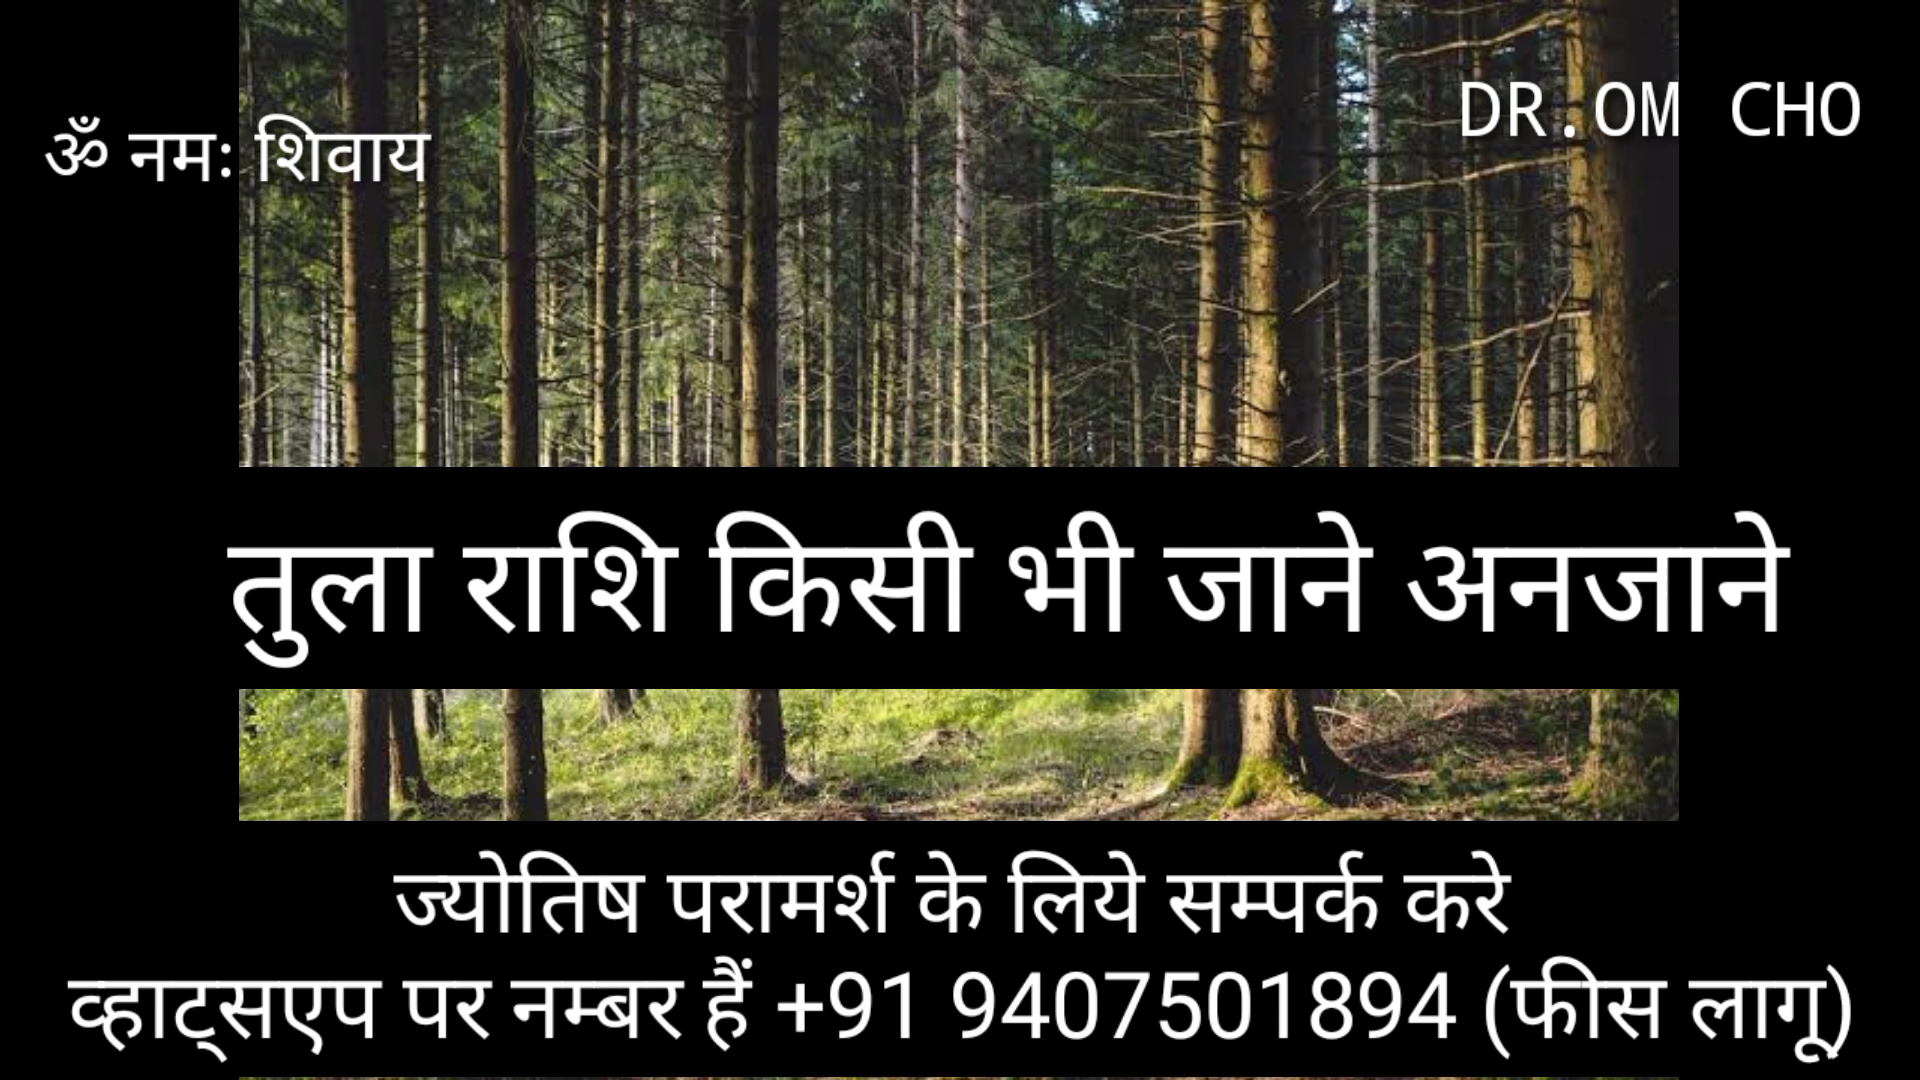 DR.OM CHO
ॐ नमः शिवाय
तुला राशि किसी भी जाने अनजाने
ज्योतिष परामर्श के लिये सम्पर्क करे
व्हाट्सएप पर नम्बर हैं +91 9407501894 (फीस लागू)